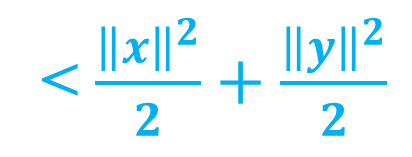 < ‖x‖²/2 + ‖y‖²/2